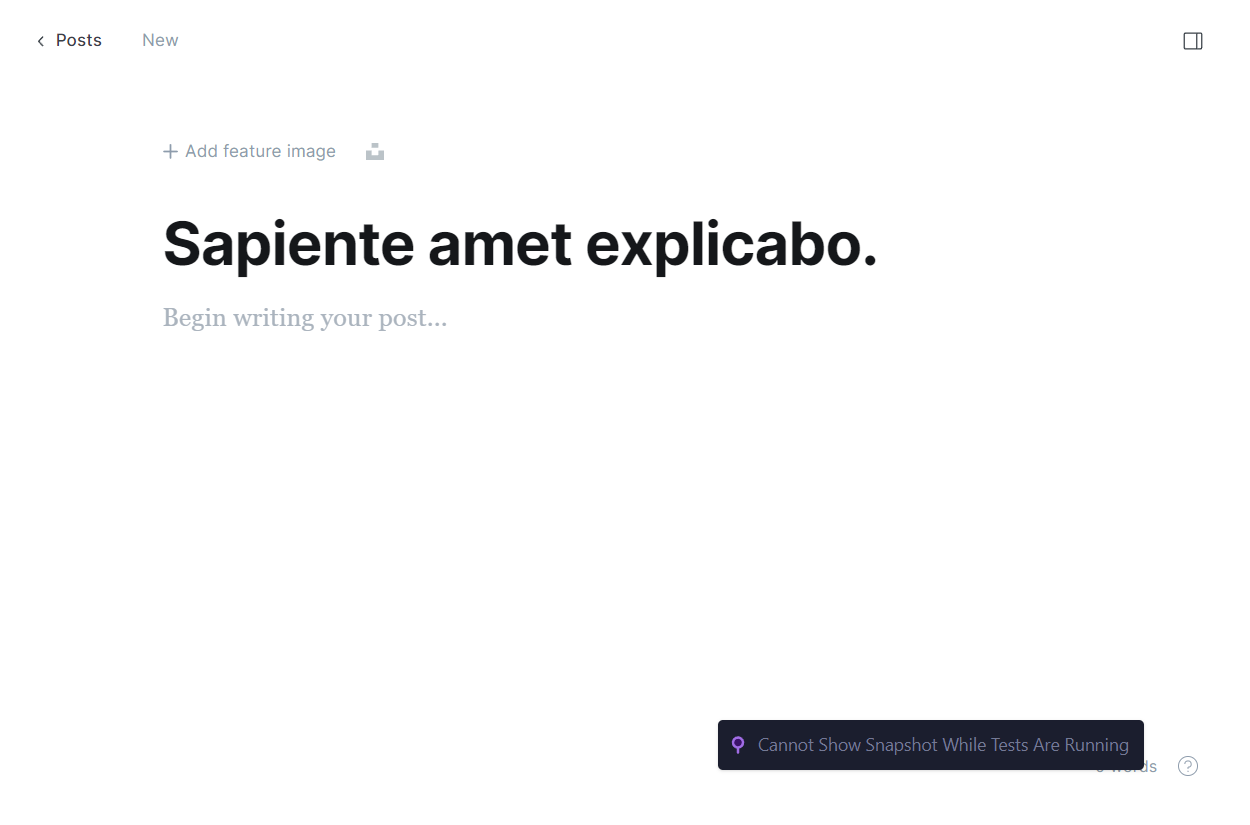 Posts New
Add feature image
Sapiente amet explicabo.
Begin writing your post...
Cannot Show Snapshot While Tests Are Running
words
?